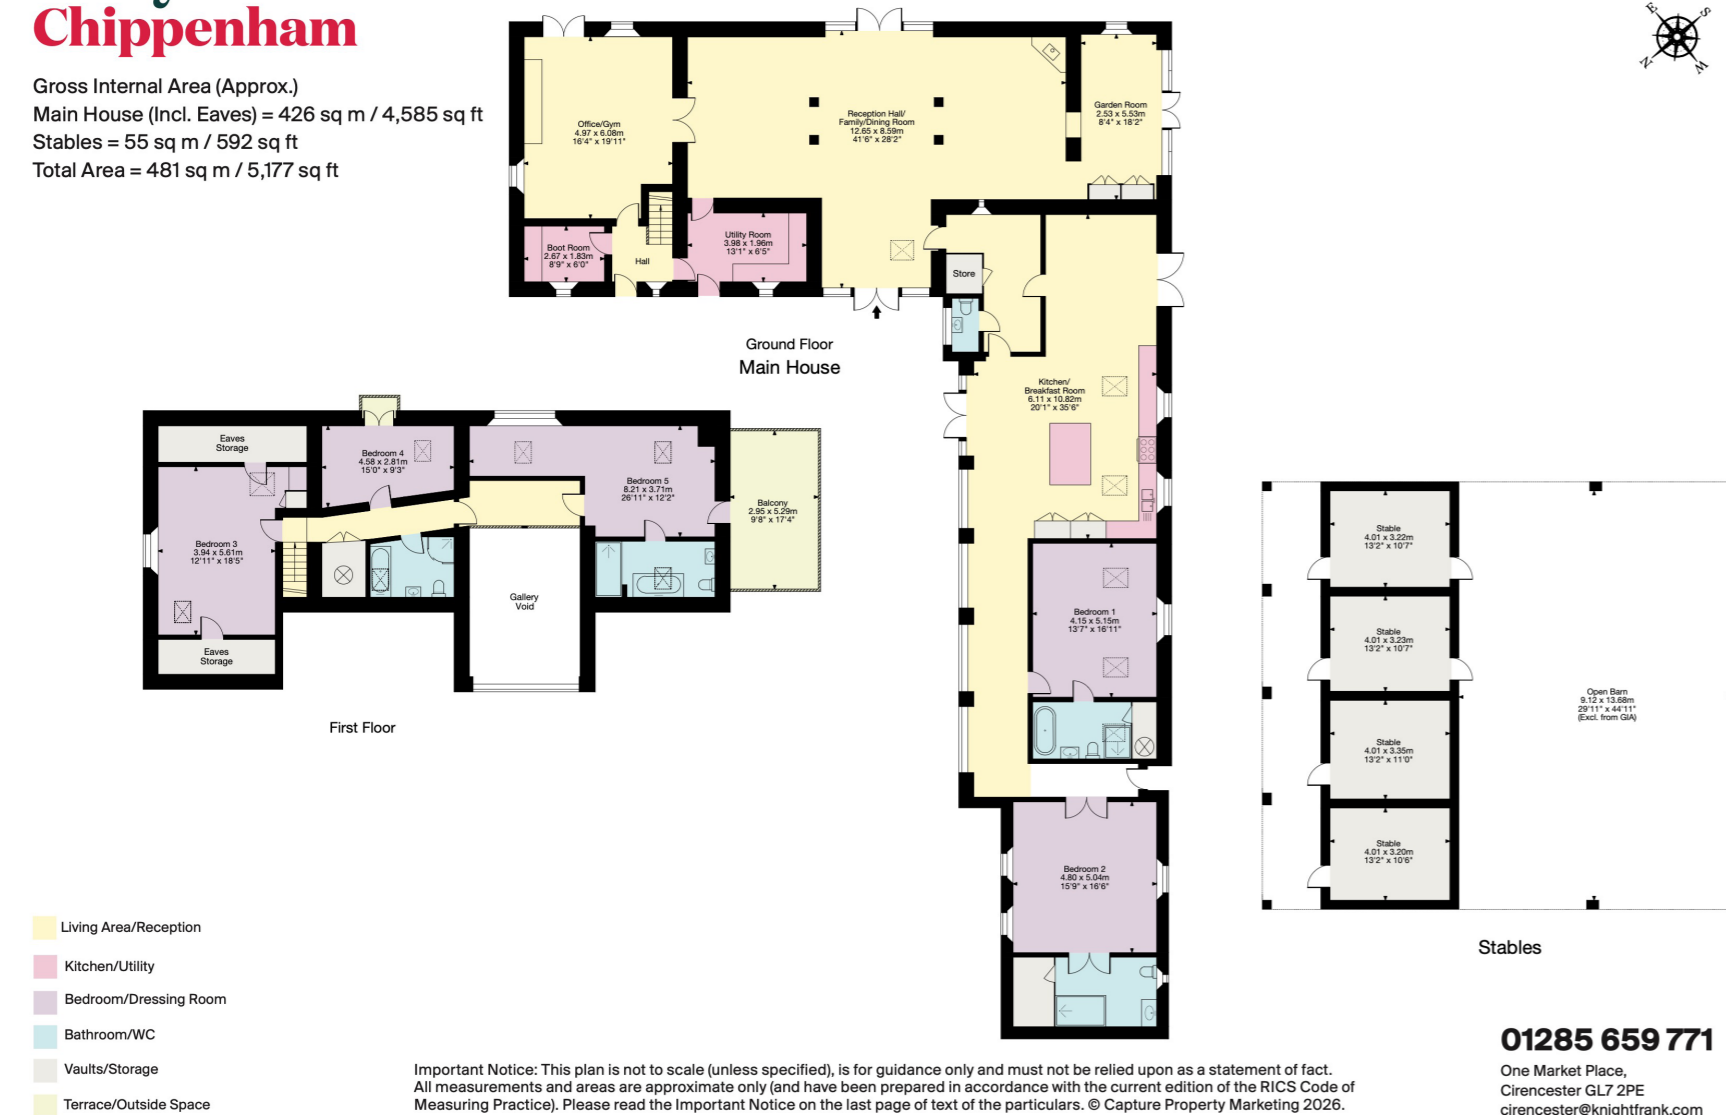 Chippenham
Gross Internal Area (Approx.)
Main House (Incl. Eaves) = 426 sq m / 4,585 sq ft
Stables = 55 sq m / 592 sq ft
Total Area = 481 sq m / 5,177 sq ft
E
S
N
W
Office/Gym
4.97 x 6.08m
16'4" x 19'11"
Reception Hall/
Family/Dining Room
12.65 x 8.59m
41'6" x 28'2"
Garden Room
2.53 x 5.53m
8'4" x 18'2"
Boot Room
2.67 x 1.83m
8'9" x 6'0"
Hall
Utility Room
3.98 x 1.96m
13'1" x 6'5"
Store
Ground Floor
Main House
Kitchen/
Breakfast Room
6.11 x 10.82m
20'1" x 35'6"
Eaves
Storage
Bedroom 4
4.58 x 2.81m
15'0" x 9'3"
Bedroom 5
8.21 x 3.71m
26'11" x 12'2"
Balcony
2.95 x 5.29m
9'8" x 17'4"
Bedroom 3
3.94 x 5.61m
12'11" x 18'5"
Gallery
Void
Eaves
Storage
First Floor
Bedroom 1
4.15 x 5.15m
13'7" x 16'11"
Bedroom 2
4.80 x 5.04m
15'9" x 16'6"
Stable
4.01 x 3.22m
13'2" x 10'7"
Stable
4.01 x 3.23m
13'2" x 10'7"
Stable
4.01 x 3.35m
13'2" x 11'0"
Stable
4.01 x 3.20m
13'2" x 10'6"
Open Barn
9.12 x 13.68m
29'11" x 44'11"
(Excl. from GIA)
Stables
Living Area/Reception
Kitchen/Utility
Bedroom/Dressing Room
Bathroom/WC
Vaults/Storage
Terrace/Outside Space
Important Notice: This plan is not to scale (unless specified), is for guidance only and must not be relied upon as a statement of fact.
All measurements and areas are approximate only (and have been prepared in accordance with the current edition of the RICS Code of
Measuring Practice). Please read the Important Notice on the last page of text of the particulars. © Capture Property Marketing 2026.
01285 659 771
One Market Place,
Cirencester GL7 2PE
cirencester@knightfrank.com